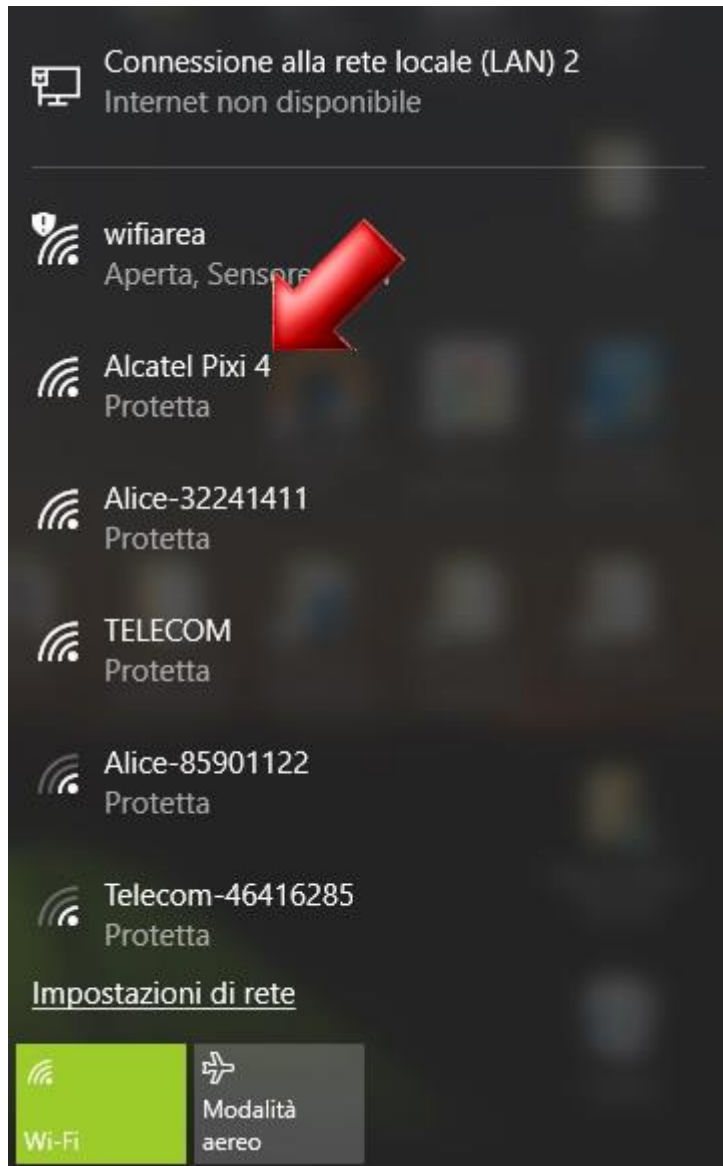 Connessione alla rete locale (LAN) 2
Internet non disponibile
wifiarea
Aperta,
Alcatel Pixi 4
Protetta
Alice-32241411
Protetta
TELECOM
Protetta
Alice-85901122
Protetta
Telecom-46416285
Protetta
Impostazioni di rete
Wi-Fi
Modalità
aereo